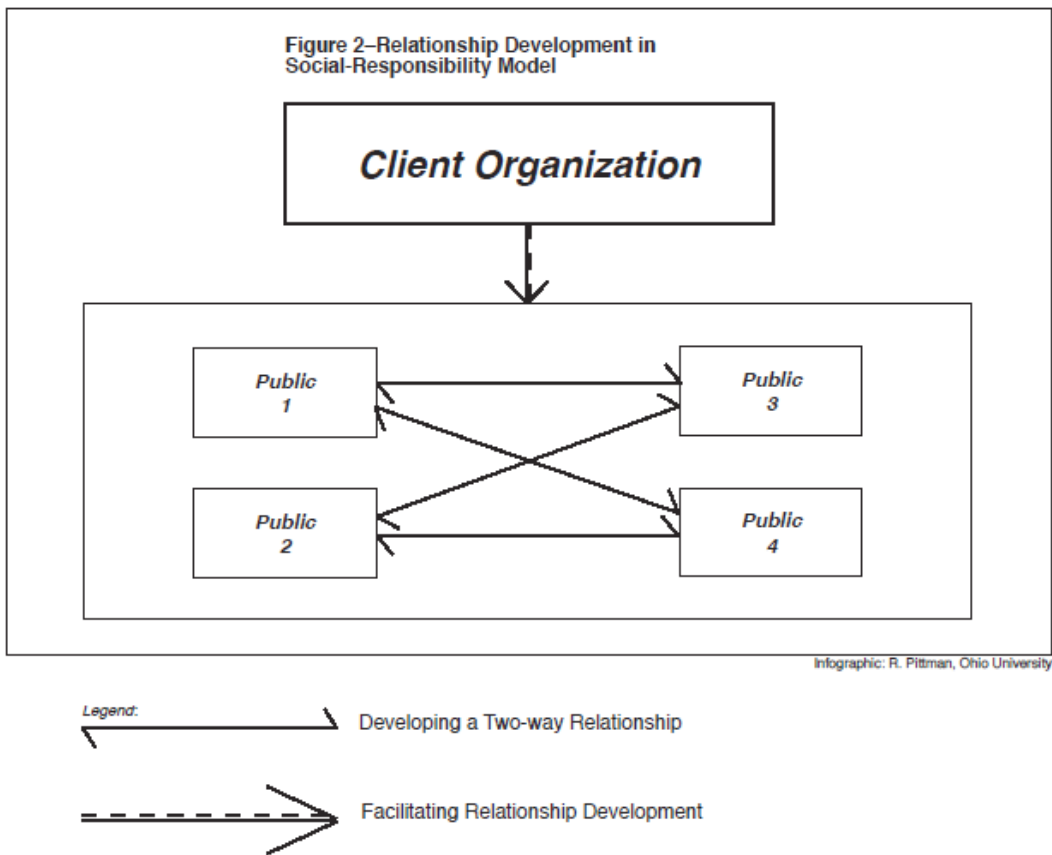 Figure 2–Relationship Development in
Social-Responsibility Model
Client Organization
Public
1
Public
3
Public
2
Public
4
Infographic: R. Pittman, Ohio University
Legend:
Developing a Two-way Relationship
Facilitating Relationship Development